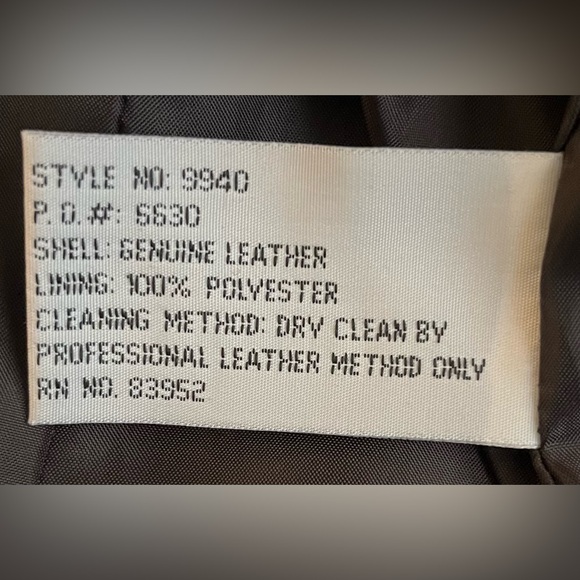 STYLE NO: 9940
P.O.#: 6630
SHELL: GENUINE LEATHER
LINING: 100% POLYESTER
CLEANING METHOD: DRY CLEAN BY
PROFESSIONAL LEATHER METHOD ONLY
RN NO. 83952